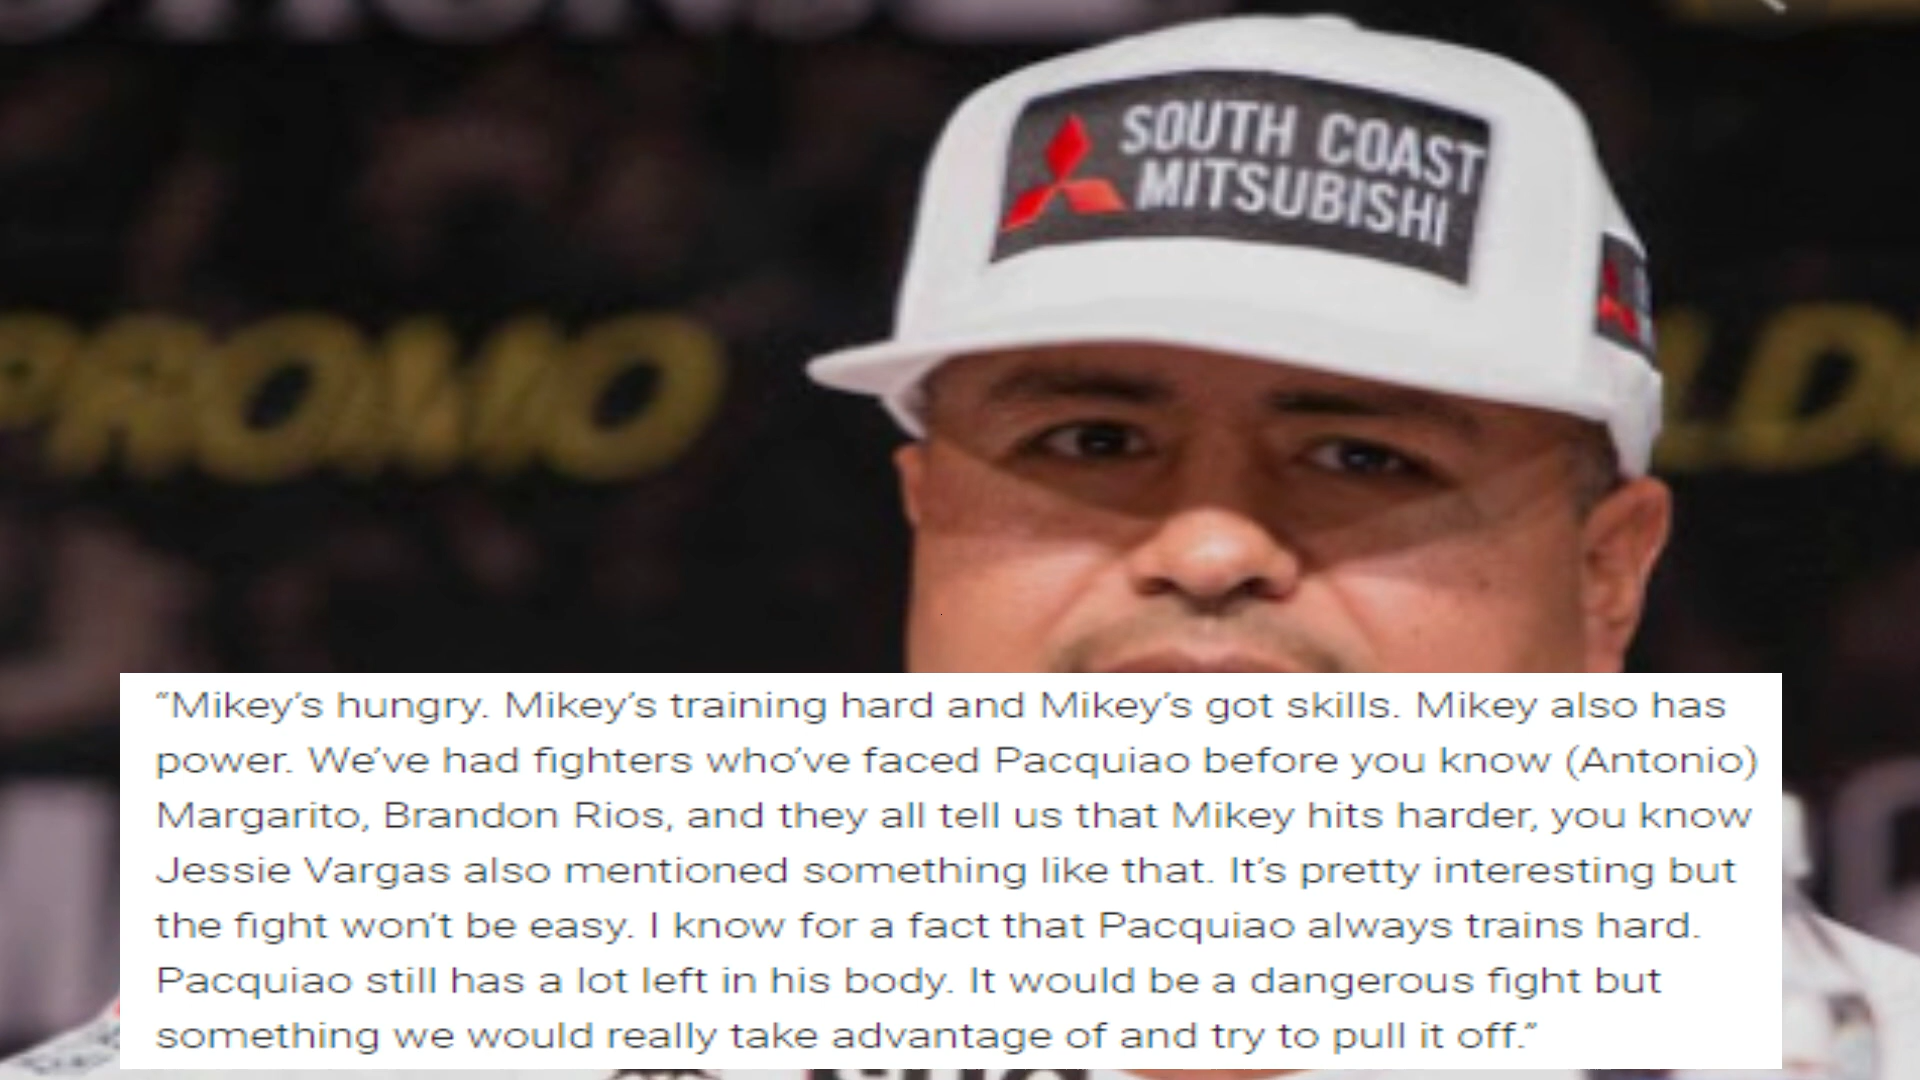 SOUTH COAST
MITSUBISHI
PROMO
LD
“Mikey’s hungry. Mikey’s training hard and Mikey’s got skills. Mikey also has
power. We’ve had fighters who’ve faced Pacquiao before you know (Antonio)
Margarito, Brandon Rios, and they all tell us that Mikey hits harder, you know
Jessie Vargas also mentioned something like that. It’s pretty interesting but
the fight won’t be easy. I know for a fact that Pacquiao always trains hard.
Pacquiao still has a lot left in his body. It would be a dangerous fight but
something we would really take advantage of and try to pull it off.”